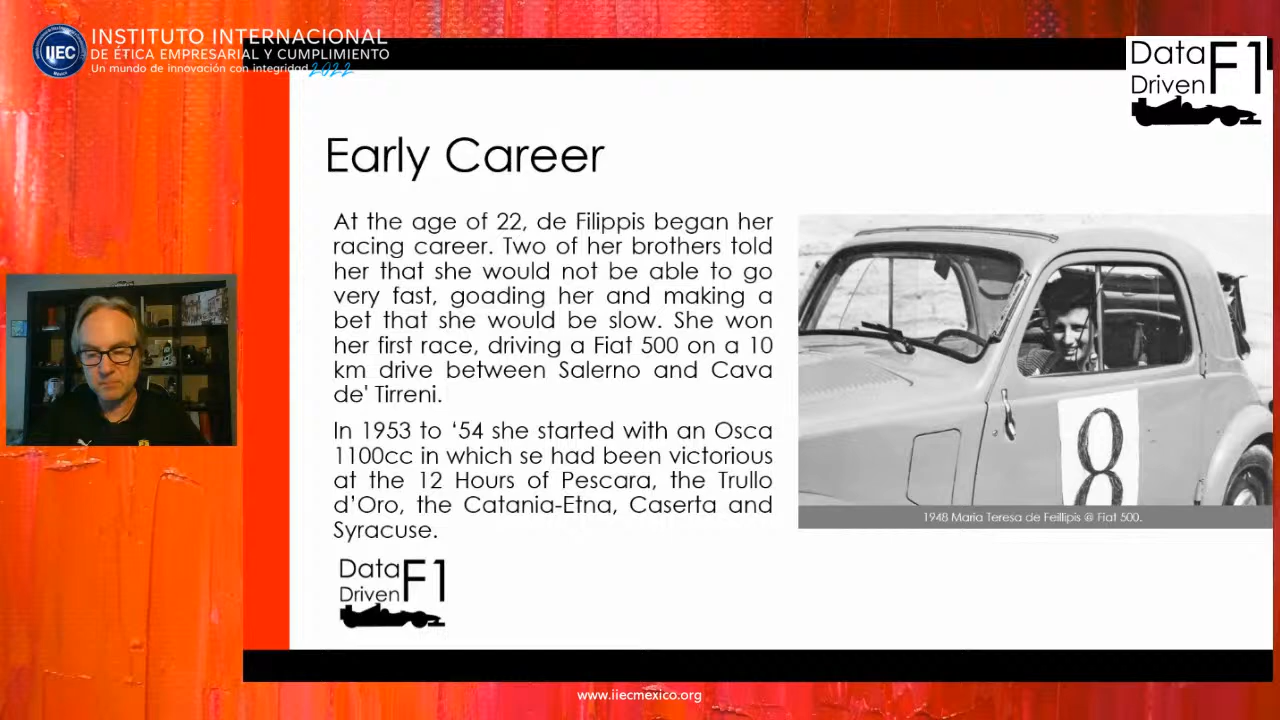 INSTITUTO INTERNACIONAL
DE ÉTICA EMPRESARIAL Y CUMPLIMIENTO
Un mundo de innovación con integridad 2022
IIEC
México
Data
Driven
F1
Early Career
At the age of 22, de Filippis began her
racing career. Two of her brothers told
her that she would not be able to go
very fast, goading her and making a
bet that she would be slow. She won
her first race, driving a Fiat 500 on a 10
km drive between Salerno and Cava
de' Tirreni.
In 1953 to ‘54 she started with an Osca
1100cc in which se had been victorious
at the 12 Hours of Pescara, the Trullo
d’Oro, the Catania-Etna, Caserta and
Syracuse.
8
1948 Maria Teresa de Feillipis @ Fiat 500.
Data
Driven
F1
www.iiecmexico.org